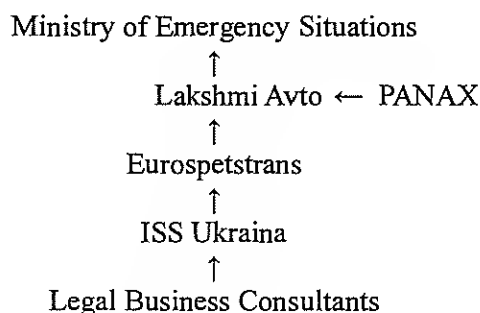 Ministry of Emergency Situations
↑
Lakshmi Avto ← PANAX
↑
Eurospetstrans
↑
ISS Ukraina
↑
Legal Business Consultants